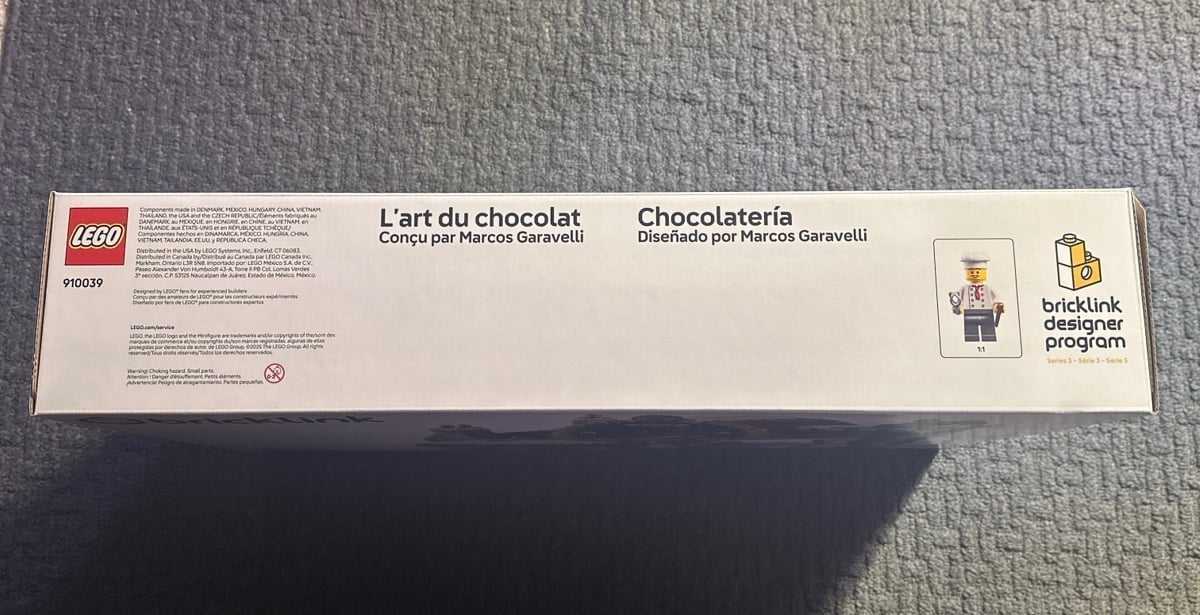 LEGO
910039
Components made in DENMARK, MEXICO, HUNGARY, CHINA, VIETNAM,
THAILAND, the USA and the CZECH REPUBLIC/Éléments fabriqués au
DANEMARK, au MEXIQUE, en HONGRIE, en CHINE, au VIETNAM, en
THAÏLANDE, aux ÉTATS-UNIS et en RÉPUBLIQUE TCHÈQUE/
Componentes hechos en DINAMARCA, MÉXICO, HUNGRÍA, CHINA,
VIETNAM, TAILANDIA, EE.UU. y REPÚBLICA CHECA.
Distributed in the USA by LEGO Systems, Inc., Enfield, CT 06083.
Distributed in Canada by/Distribué au Canada par LEGO Canada Inc.,
Markham, Ontario L3R 5N8. Importado por: LEGO México S.A. de C.V.,
Paseo Alexander Von Humboldt 43-A, Torre II PB Col, Lomas Verdes
3ª sección, C.P. 53125 Naucalpan de Juárez, Estado de México, México.
Designed by LEGO® fans for experienced builders
Conçu par des amateurs de LEGO® pour les constructeurs expérimentés
Diseñado por fans de LEGO® para constructores expertos
LEGO.com/service
LEGO, the LEGO logo and the Minifigure are trademarks and/or copyrights of the/sont des
marques de commerce et/ou copyrights du/son marcas registradas, algunas de ellas
protegidas por derechos de autor, de LEGO Group. ©2025 The LEGO Group. All rights
reserved/Tous droits réservés/Todos los derechos reservados.
Warning! Choking hazard. Small parts.
Attention ! Danger d'étouffement. Petits éléments.
¡Advertencia! Peligro de atragantamiento. Partes pequeñas.
0-3
L'art du chocolat
Conçu par Marcos Garavelli
Chocolatería
Diseñado por Marcos Garavelli
1:1
bricklink
designer
program
Series 3 – Série 3 – Serie 3
bricklink